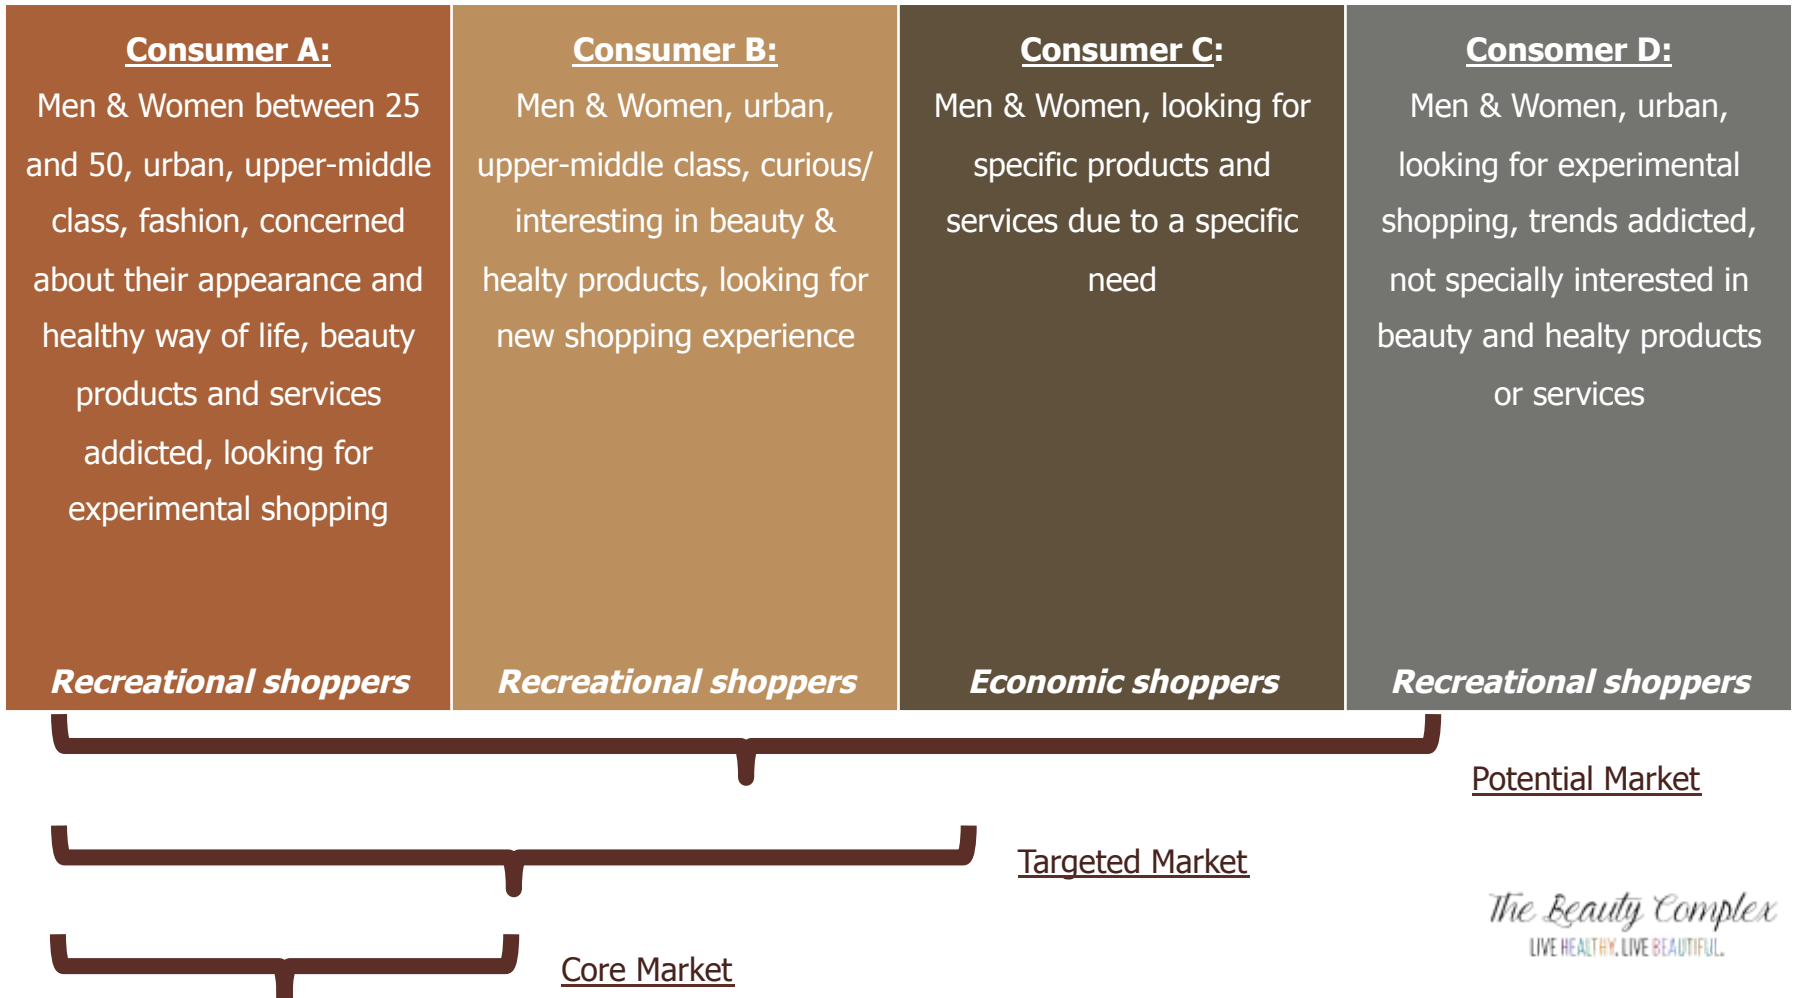 Consumer A:
Men & Women between 25
and 50, urban, upper-middle
class, fashion, concerned
about their appearance and
healthy way of life, beauty
products and services
addicted, looking for
experimental shopping
Recreational shoppers
Consumer B:
Men & Women, urban,
upper-middle class, curious/
interesting in beauty &
healty products, looking for
new shopping experience
Recreational shoppers
Consumer C:
Men & Women, looking for
specific products and
services due to a specific
need
Economic shoppers
Consomer D:
Men & Women, urban,
looking for experimental
shopping, trends addicted,
not specially interested in
beauty and healty products
or services
Recreational shoppers
Potential Market
Targeted Market
Core Market
The Beauty Complex
LIVE HEALTHY. LIVE BEAUTIFUL.